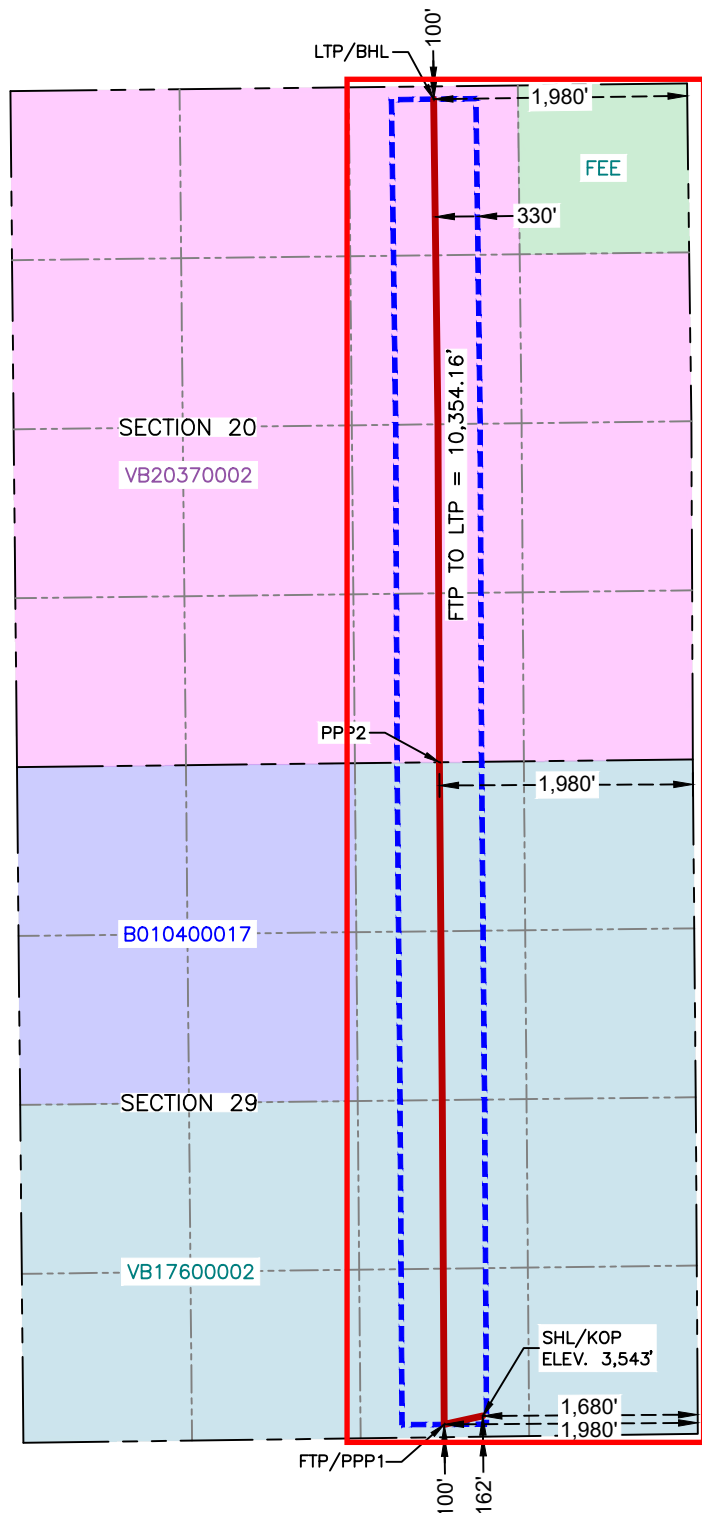 100'
LTP/BHL
1,980'
FEE
330'
FTP TO LTP = 10,354.16'
SECTION 20
VB20370002
PPP2
1,980'
B010400017
SECTION 29
VB17600002
SHL/KOP
ELEV. 3,543'
1,680'
1,980'
FTP/PPP1
100'
162'